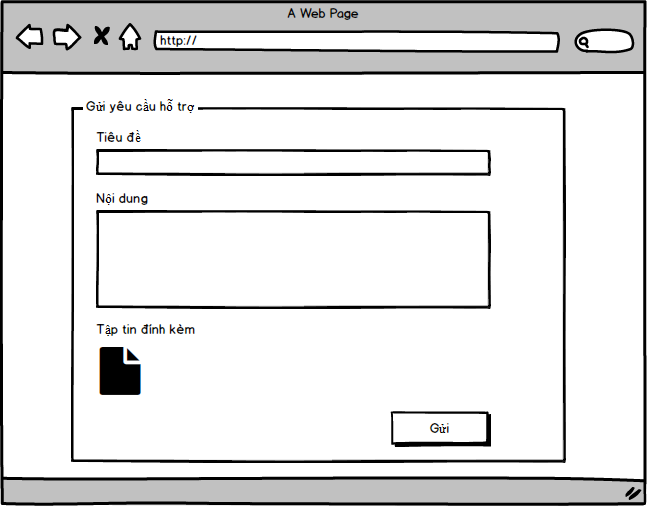 A Web Page
http://
Gửi yêu cầu hỗ trợ
Tiêu đề
Nội dung
Tập tin đính kèm
Gửi